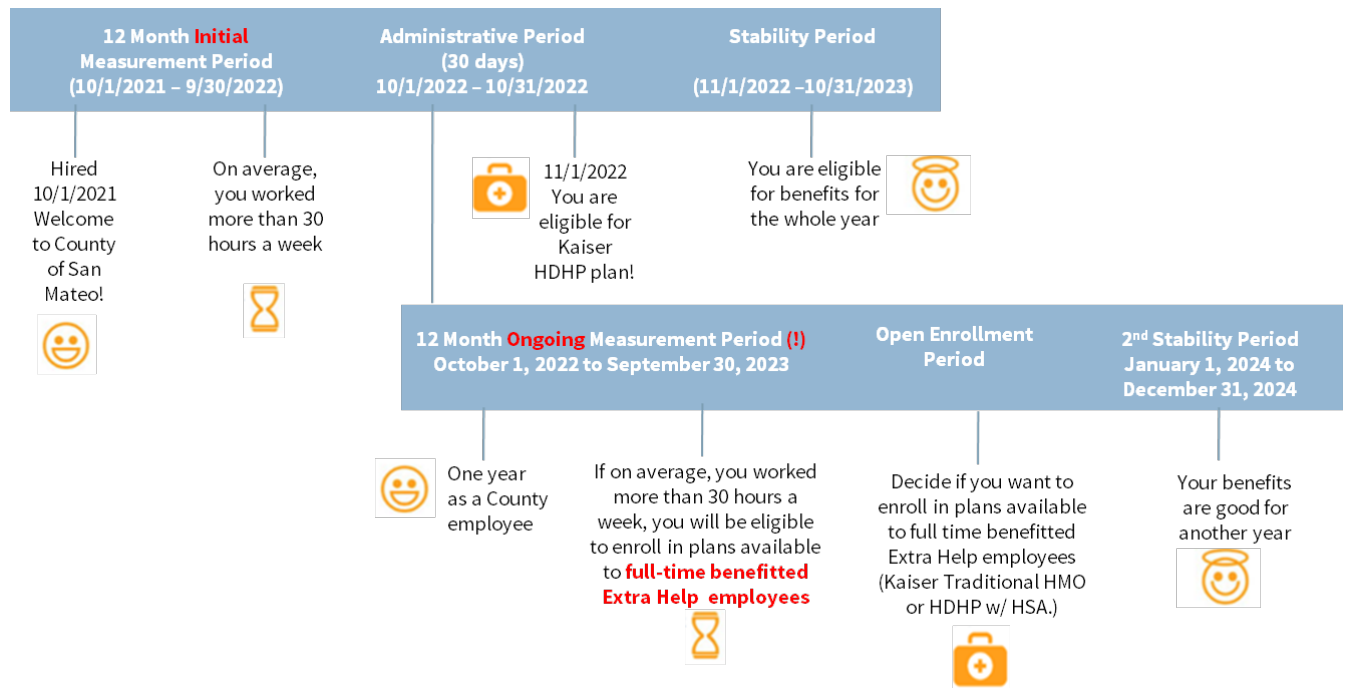 12 Month Initial
Measurement Period
(10/1/2021 – 9/30/2022)
Administrative Period
(30 days)
10/1/2022 – 10/31/2022
Stability Period
(11/1/2022 –10/31/2023)
Hired
10/1/2021
Welcome
to County
of San
Mateo!
On average,
you worked
more than 30
hours a week
11/1/2022
You are
eligible for
Kaiser
HDHP plan!
You are eligible
for benefits for
the whole year
12 Month Ongoing Measurement Period (!)
October 1, 2022 to September 30, 2023
Open Enrollment
Period
2nd Stability Period
January 1, 2024 to
December 31, 2024
One year
as a County
employee
If on average, you worked
more than 30 hours a
week, you will be eligible
to enroll in plans available
to full-time benefitted
Extra Help employees
Decide if you want to
enroll in plans available
to full time benefitted
Extra Help employees
(Kaiser Traditional HMO
or HDHP w/ HSA.)
Your benefits
are good for
another year